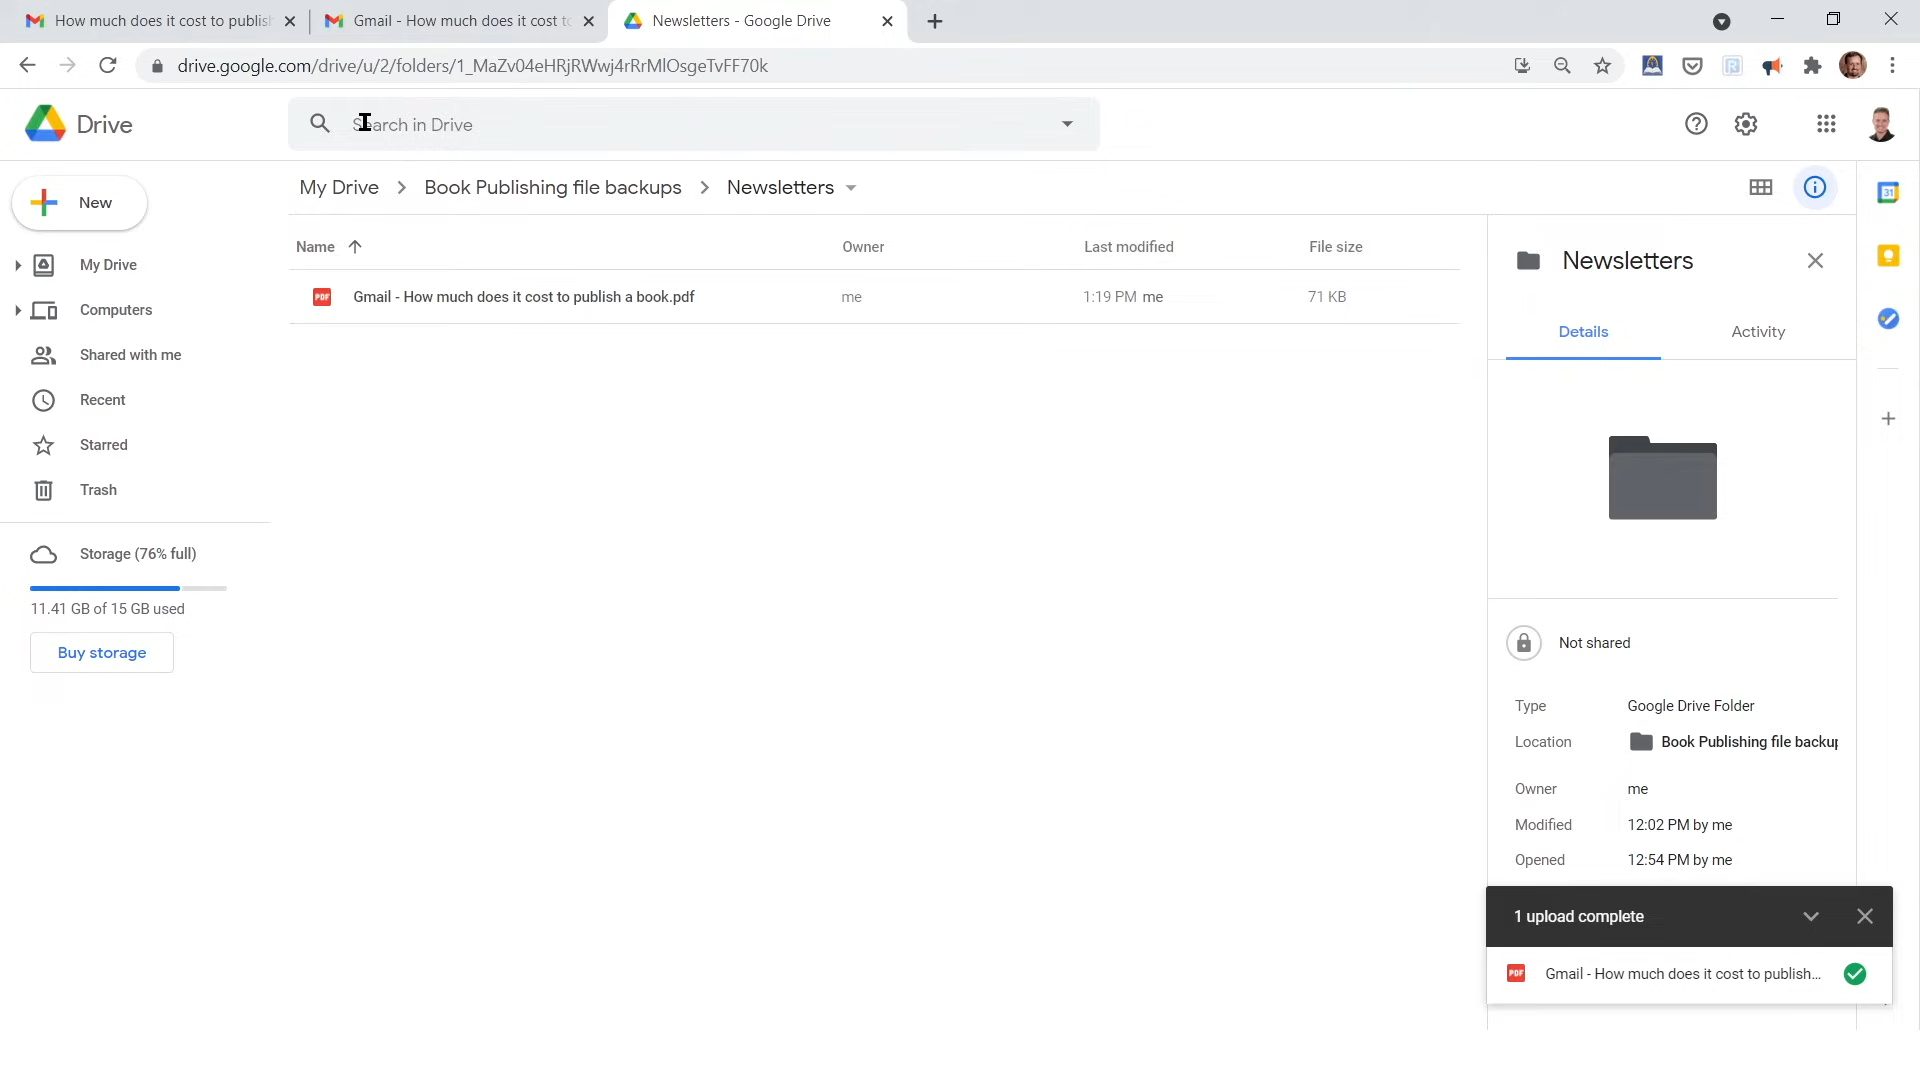 How much does it cost to publish
Gmail - How much does it cost to
Newsletters - Google Drive
drive.google.com/drive/u/2/folders/1_MaZv04eHRjRWwj4rRrMlOsgeTvFF70k
Drive
Search in Drive
New
My Drive > Book Publishing file backups > Newsletters
Name
Owner
Last modified
File size
PDF Gmail - How much does it cost to publish a book.pdf
me
1:19 PM me
71 KB
My Drive
Computers
Shared with me
Recent
Starred
Trash
Storage (76% full)
11.41 GB of 15 GB used
Buy storage
Newsletters
Details
Activity
Not shared
Type Google Drive Folder
Location Book Publishing file backup
Owner me
Modified 12:02 PM by me
Opened 12:54 PM by me
1 upload complete
PDF Gmail - How much does it cost to publish...
31